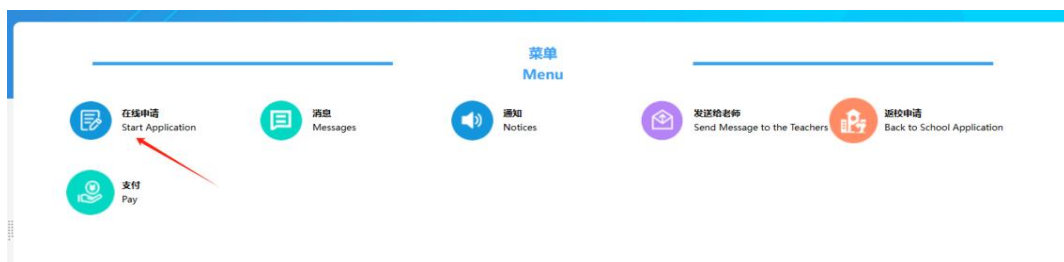 菜单
Menu
在线申请
Start Application
消息
Messages
通知
Notices
发送给老师
Send Message to the Teachers
返校申请
Back to School Application
支付
Pay